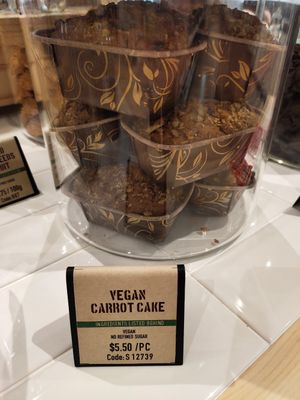 VEGAN
CARROT CAKE
INGREDIENTS LISTED BEHIND
VEGAN
NO REFINED SUGAR
$5.50 /PC
Code: S 12739